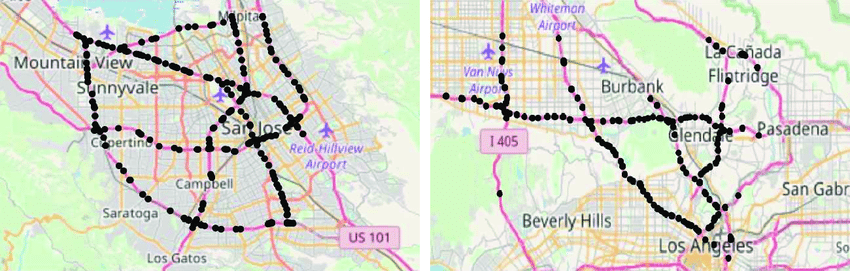 Milpitas
Mountain View
Sunnyvale
San Jose
Cupertino
Reid-Hillview
Airport
Campbell
Saratoga
US 101
Los Gatos
Whiteman
Airport
La Cañada
Flintridge
Van Nuys
Airport
Burbank
I 405
Glendale
Pasadena
San Gabr
Beverly Hills
Los Angeles
So